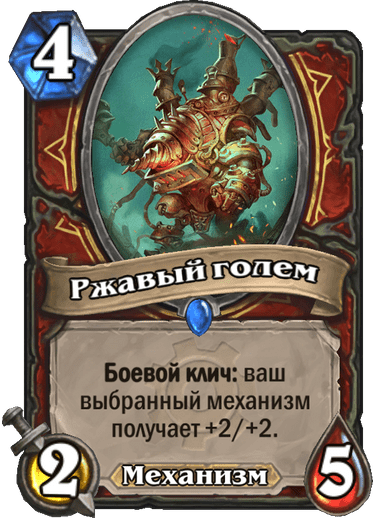 4
Ржавый голем
Боевой клич: ваш
выбранный механизм
получает +2/+2.
2
Механизм
5